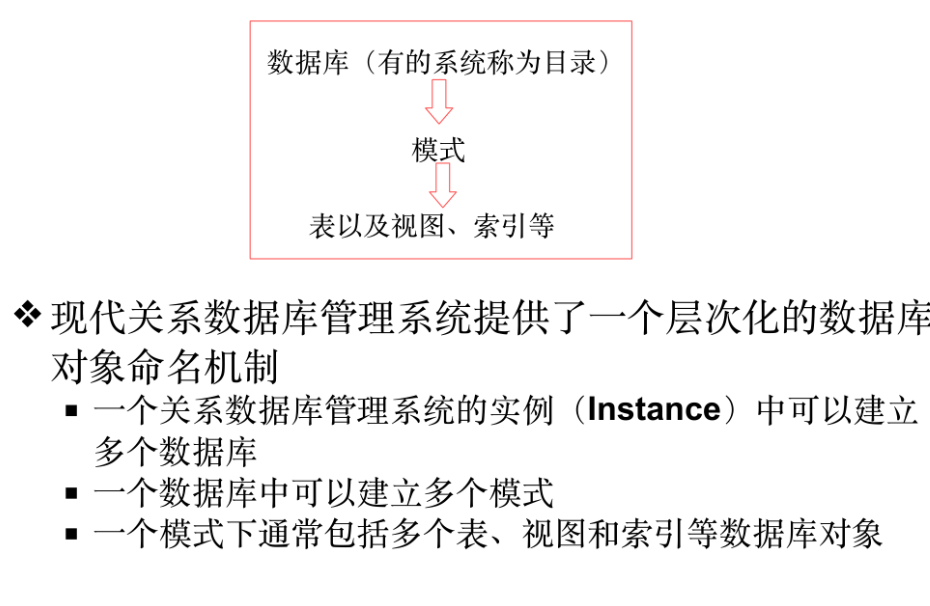 数据库（有的系统称为目录）
模式
表以及视图、索引等
❖ 现代关系数据库管理系统提供了一个层次化的数据库
对象命名机制
▪ 一个关系数据库管理系统的实例（Instance）中可以建立
多个数据库
▪ 一个数据库中可以建立多个模式
▪ 一个模式下通常包括多个表、视图和索引等数据库对象